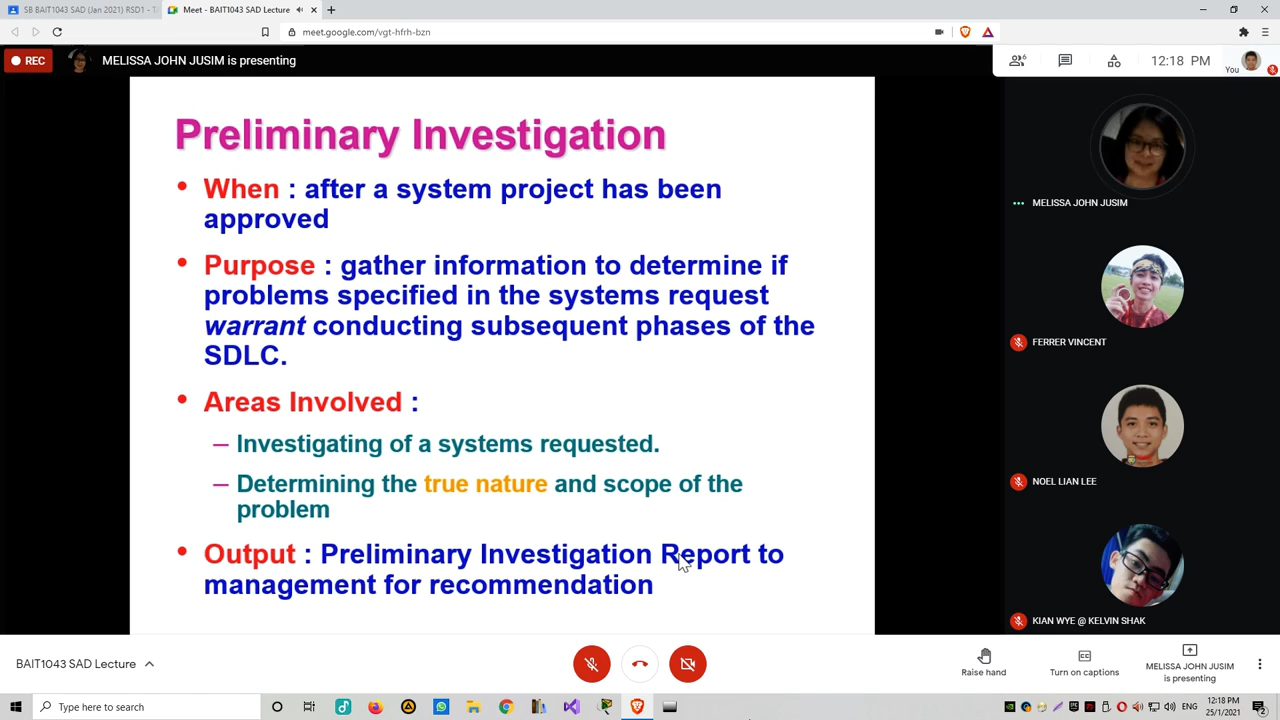 SB BAIT1043 SAD (Jan 2021) RSD1 - T
Meet - BAIT1043 SAD Lecture
meet.google.com/vgt-hfrh-bzn
REC
MELISSA JOHN JUSIM is presenting
6
12:18 PM
You
Preliminary Investigation
• When : after a system project has been
approved
• Purpose : gather information to determine if
problems specified in the systems request
warrant conducting subsequent phases of the
SDLC.
• Areas Involved :
– Investigating of a systems requested.
– Determining the true nature and scope of the
problem
• Output : Preliminary Investigation Report to
management for recommendation
MELISSA JOHN JUSIM
FERRER VINCENT
NOEL LIAN LEE
KIAN WYE @ KELVIN SHAK
BAIT1043 SAD Lecture
Raise hand
Turn on captions
MELISSA JOHN JUSIM
is presenting
Type here to search
ENG
12:18 PM
25/1/2021